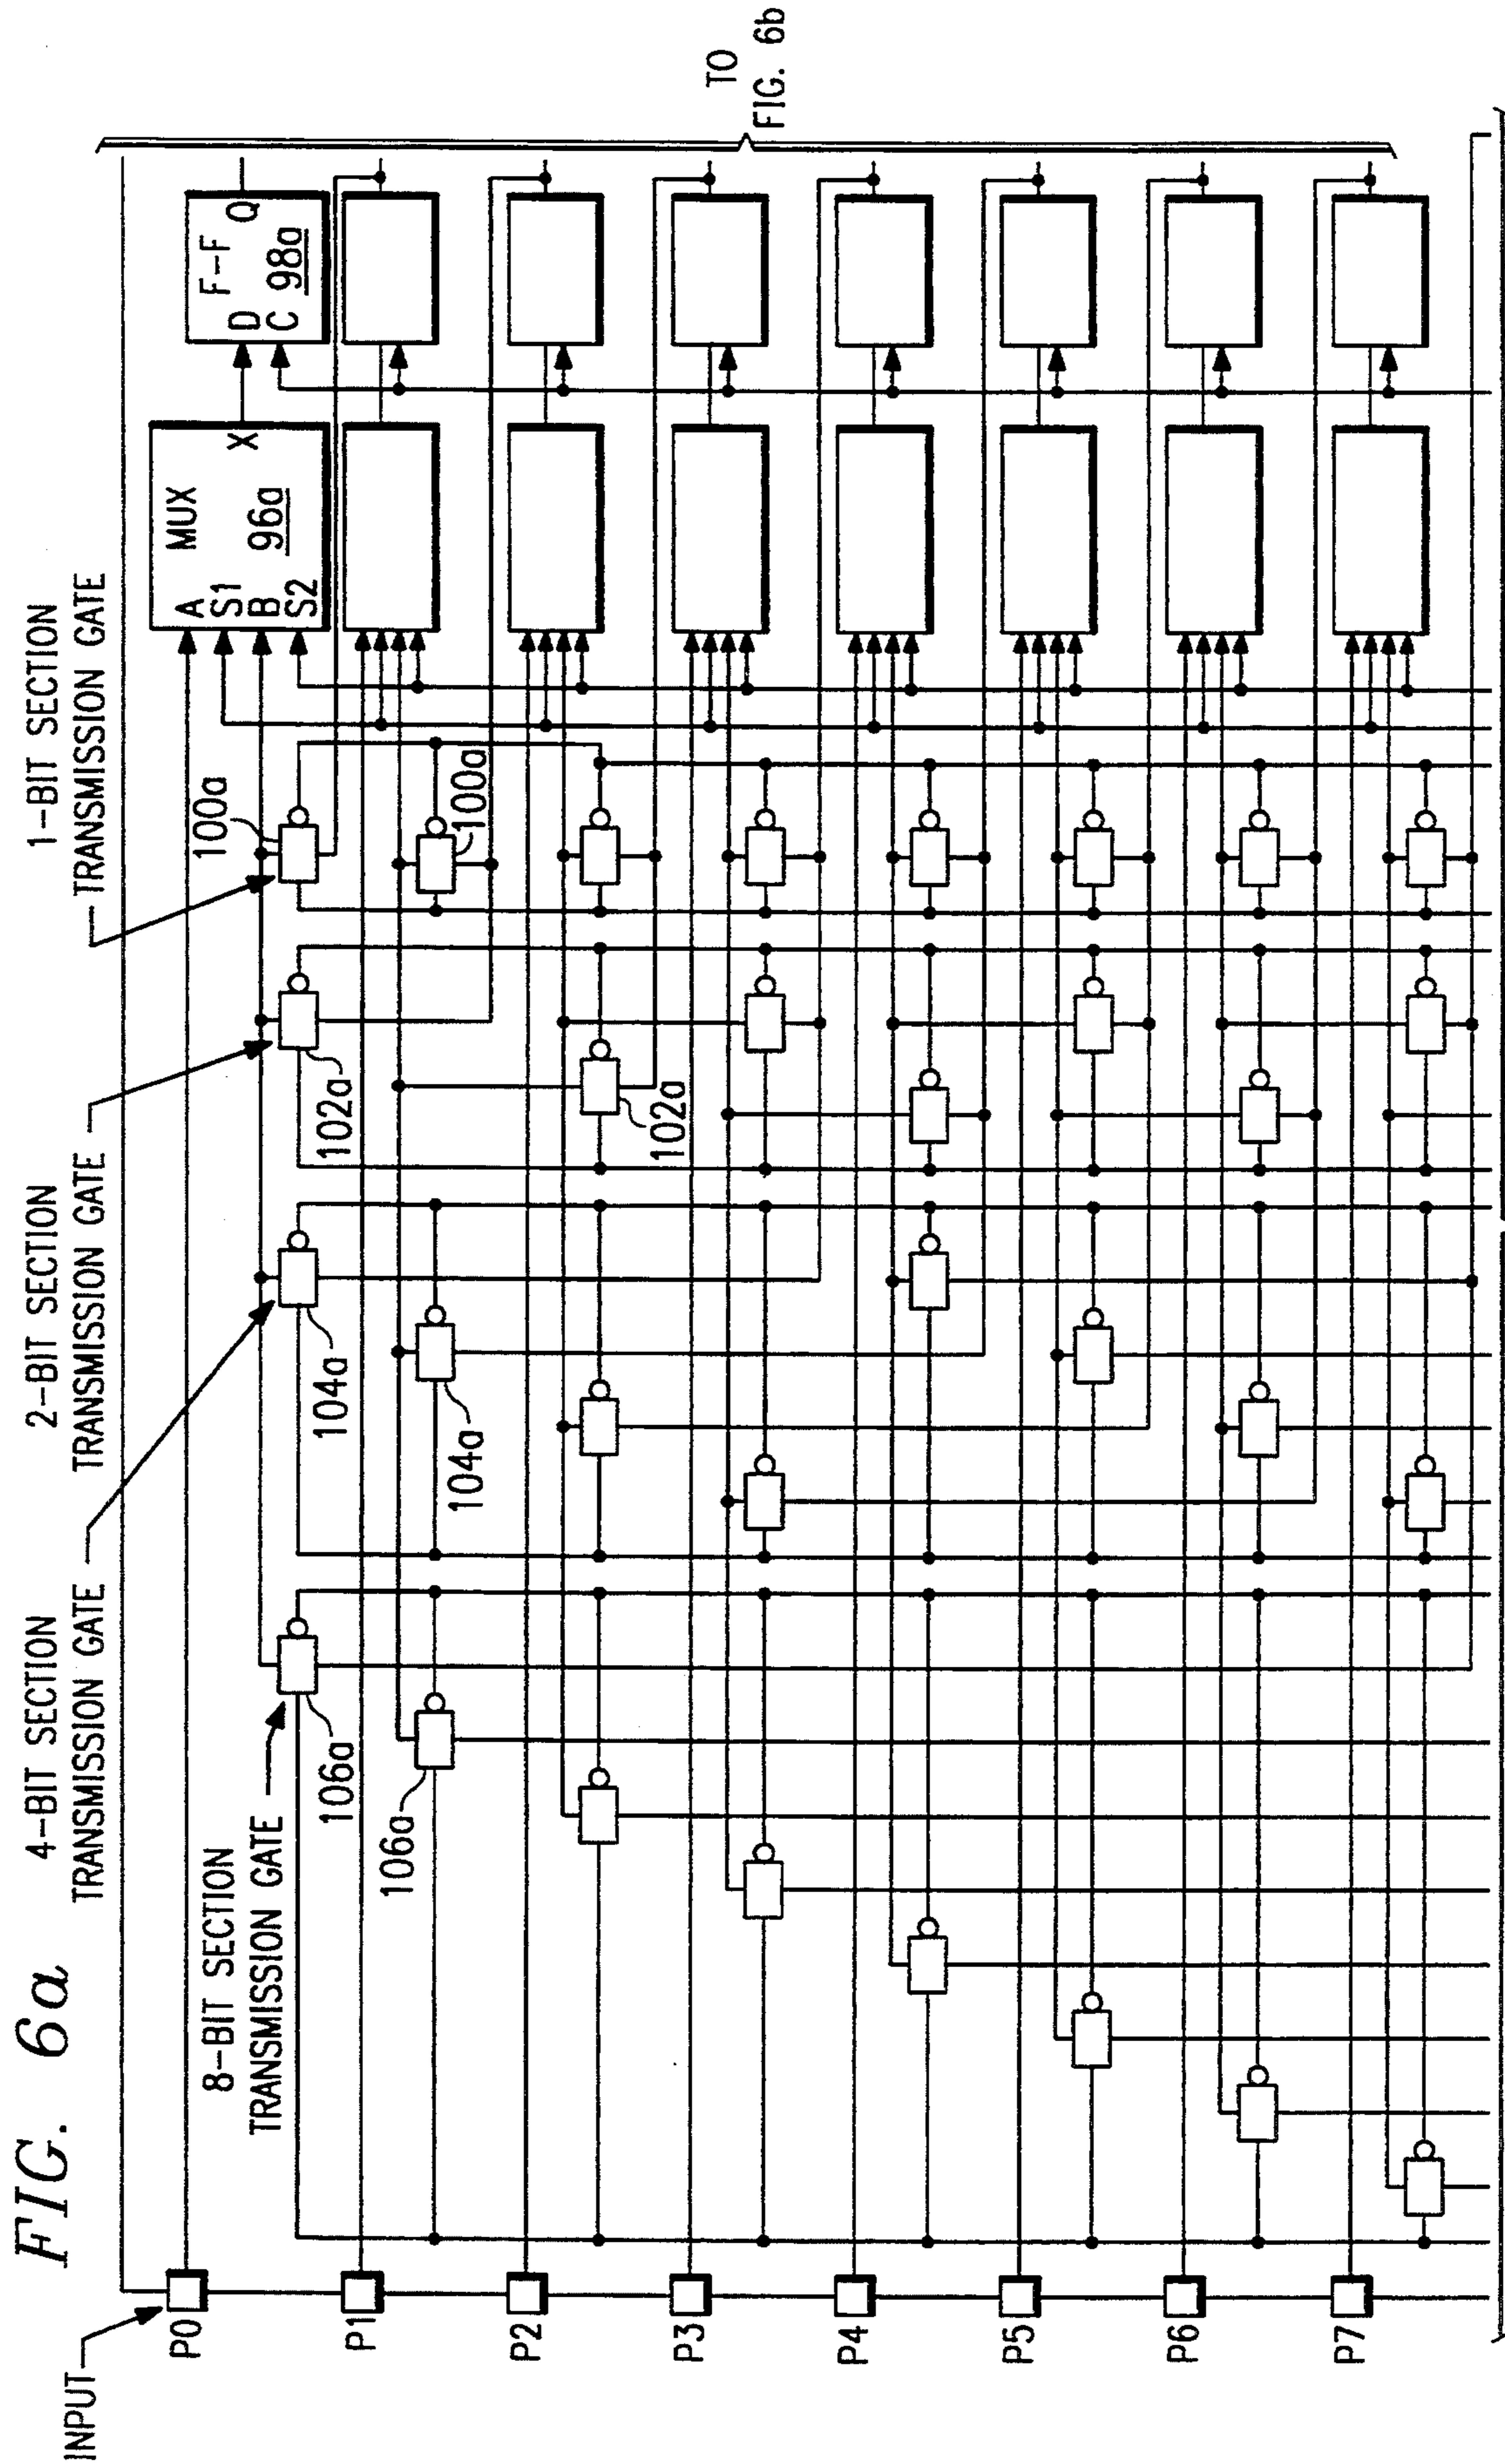 FIG. 6a
INPUT
P0
P1
P2
P3
P4
P5
P6
P7
8-BIT SECTION
TRANSMISSION GATE
106a
106a
4-BIT SECTION
TRANSMISSION GATE
104a
104a
2-BIT SECTION
TRANSMISSION GATE
102a
102a
1-BIT SECTION
TRANSMISSION GATE
100a
100a
MUX
96a
A
S1
B
S2
X
F-F
98a
D
C
Q
TO
FIG. 6b